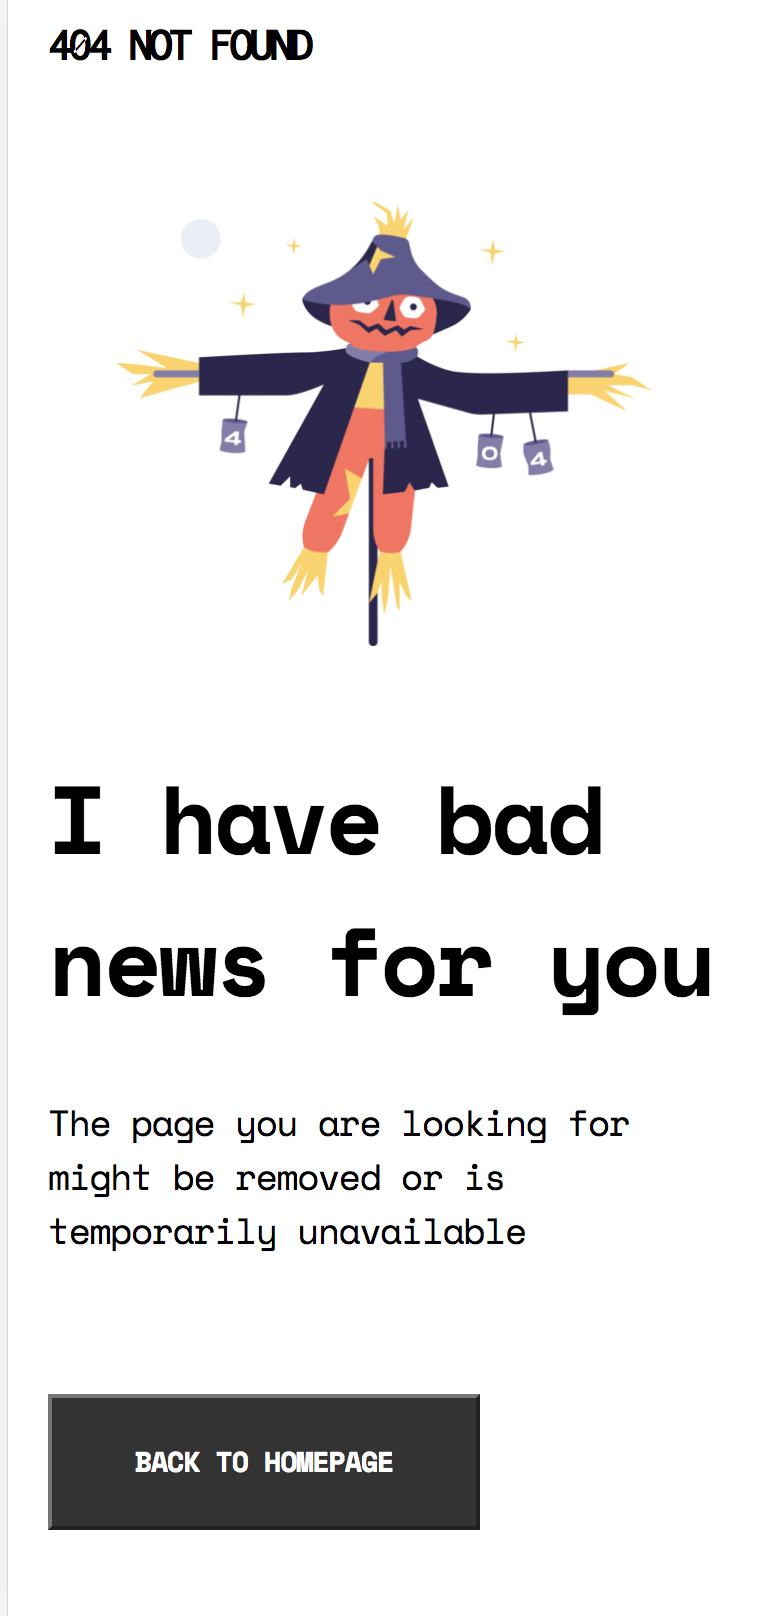 404 NOT FOUND
4
0
4
I have bad
news for you
The page you are looking for
might be removed or is
temporarily unavailable
BACK TO HOMEPAGE